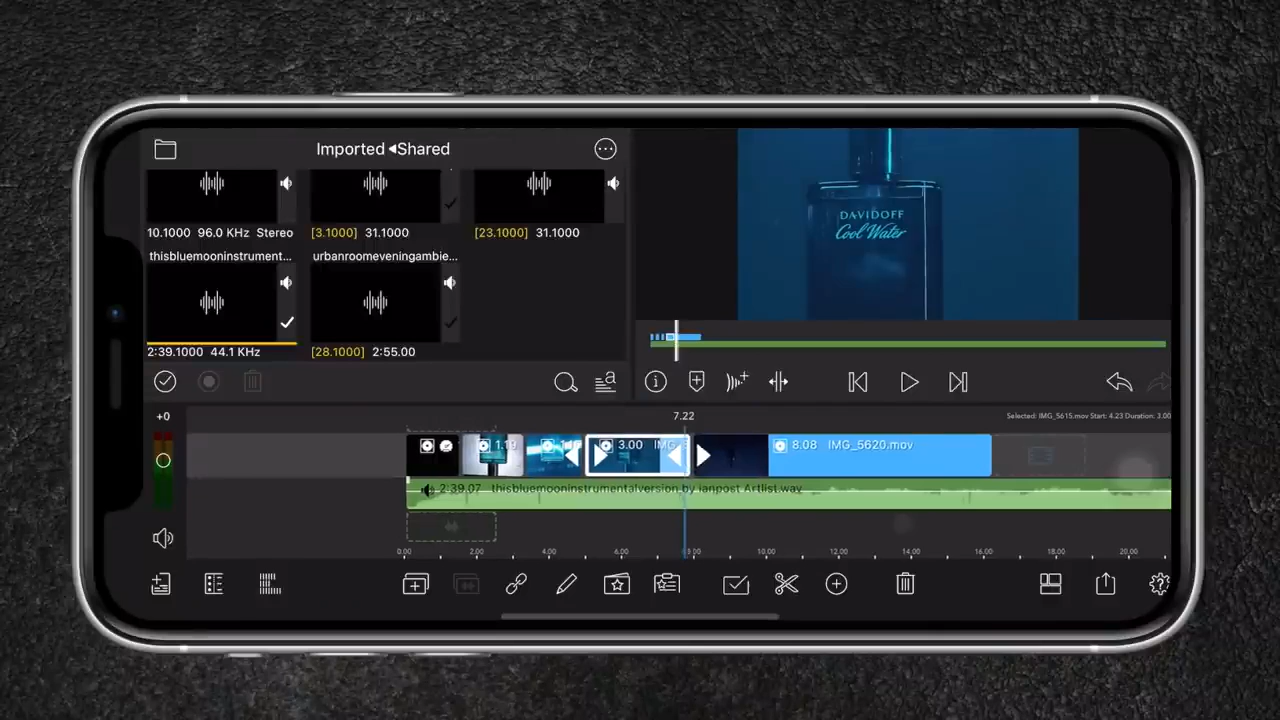 Imported ◀Shared
10.1000 96.0 KHz Stereo
[3.1000] 31.1000
[23.1000] 31.1000
thisbluemooninstrument...
urbanroomeveningambie...
2:39.1000 44.1 KHz
[28.1000] 2:55.00
DAVIDOFF
Cool Water
+0
7.22
Selected: IMG_5615.mov Start: 4.23 Duration: 3.00
3.00 IMG
8.08 IMG_5620.mov
2:39.07 thisbluemooninstrumentalversion by ianpost Artlist.wav
0.00 2.00 4.00 6.00 10.00 12.00 14.00 16.00 18.00 20.00